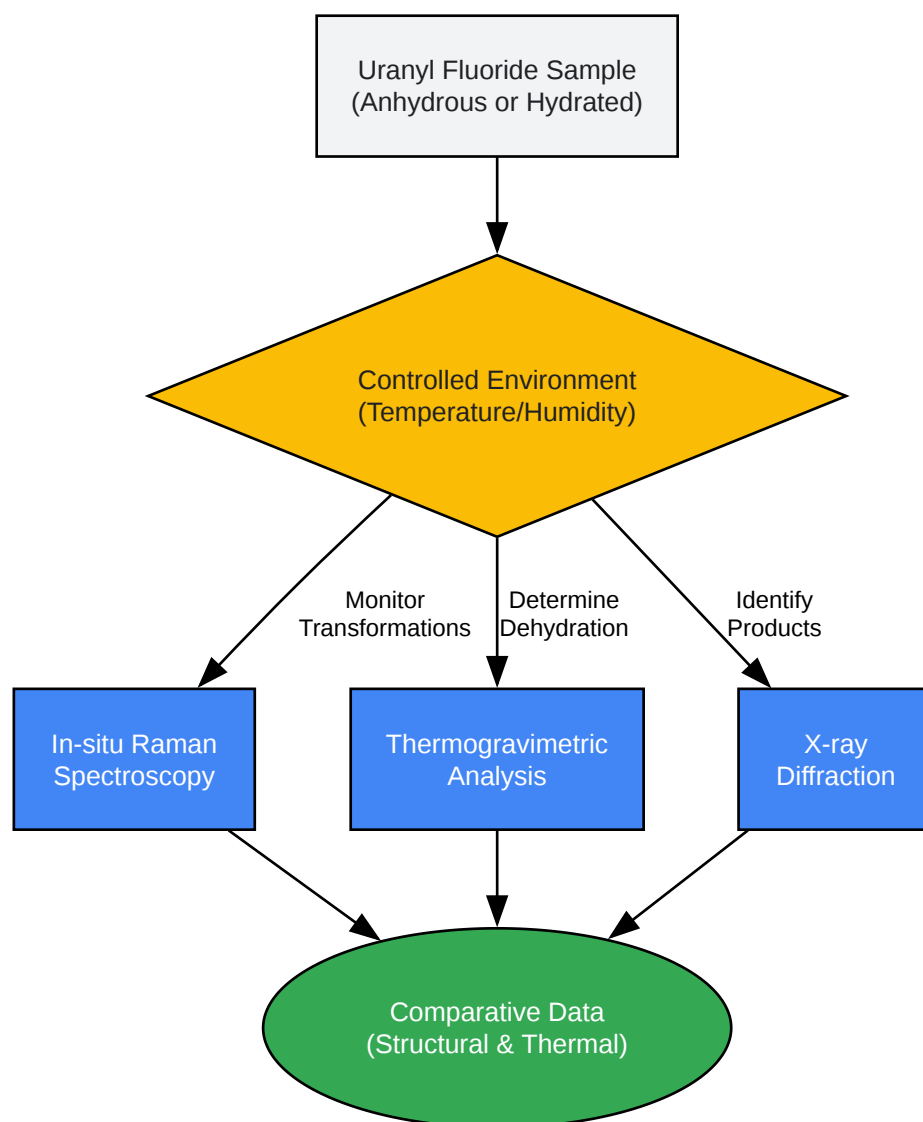 Uranyl Fluoride Sample
(Anhydrous or Hydrated)
Controlled Environment
(Temperature/Humidity)
Monitor
Transformations
Determine
Dehydration
Identify
Products
In-situ Raman
Spectroscopy
Thermogravimetric
Analysis
X-ray
Diffraction
Comparative Data
(Structural & Thermal)